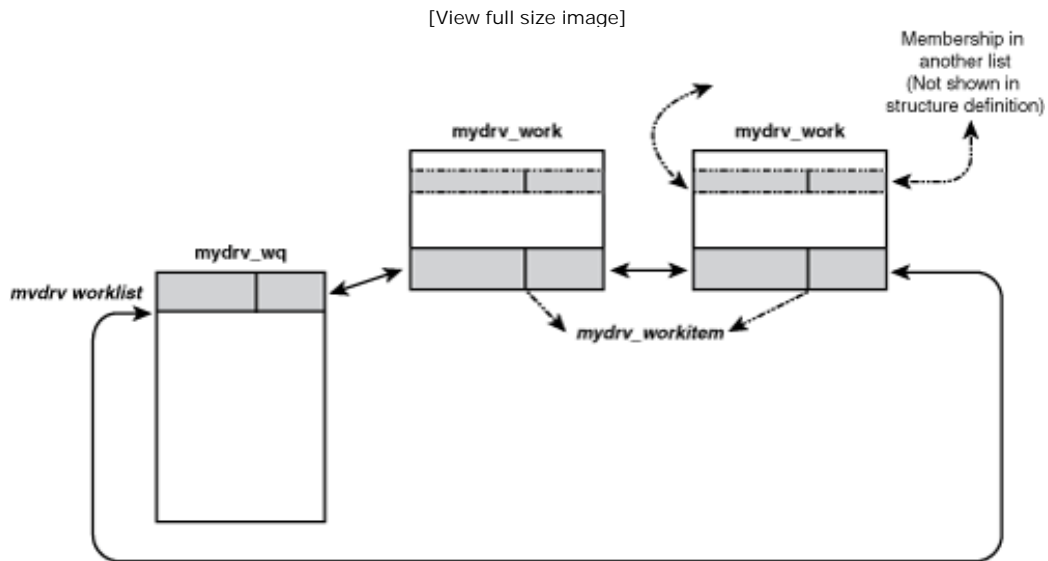 [View full size image]
Membership in
another list
(Not shown in
structure definition)
mydrv_work
mydrv_work
mydrv_wq
mvdrv worklist
mydrv_workitem